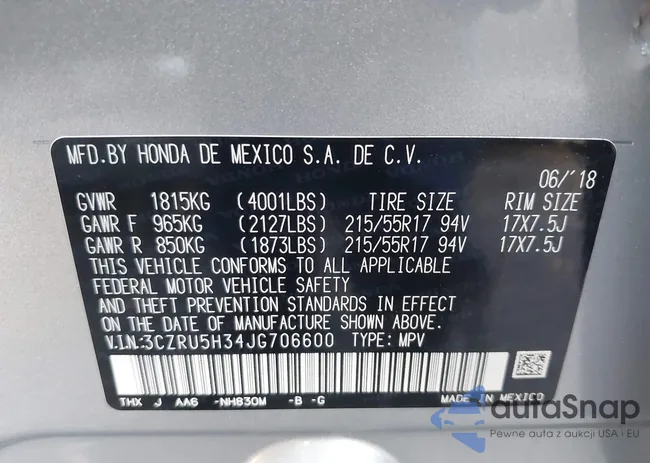 MFD.BY HONDA DE MEXICO S.A. DE C.V.
06/'18
GVWR 1815KG (4001LBS) TIRE SIZE RIM SIZE
GAWR F 965KG (2127LBS) 215/55R17 94V 17X7.5J
GAWR R 850KG (1873LBS) 215/55R17 94V 17X7.5J
THIS VEHICLE CONFORMS TO ALL APPLICABLE
FEDERAL MOTOR VEHICLE SAFETY
AND THEFT PREVENTION STANDARDS IN EFFECT
ON THE DATE OF MANUFACTURE SHOWN ABOVE.
V.I.N:3CZRU5H34JG706600 TYPE: MPV
THX J AA6 -NH830M -B -G MADE IN MEXICO
autaSnap
Pewne auta z aukcji USA i EU